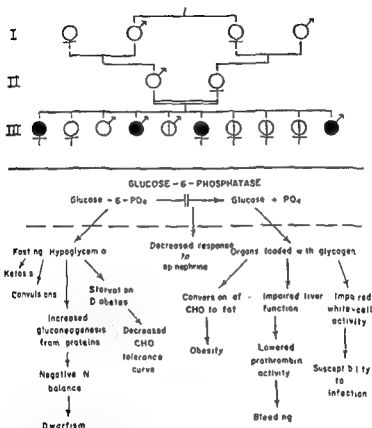 I
II
III
GLUCOSE-6-PHOSPHATASE
Glucose-6-PO4 Glucose + PO4
Fasting Hypoglycemia
Decreased response
to
epinephrine
Organs loaded with glycogen
Ketosis
Convulsions
Starvation
Diabetes
Increased
gluconeogenesis
from proteins
Decreased
CHO
tolerance
curve
Negative N
balance
Dwarfism
Conversion of
CHO to fat
Obesity
Impaired liver
function
Lowered
prothrombin
activity
Bleeding
Impaired
white-cell
activity
Susceptibility
to
infection